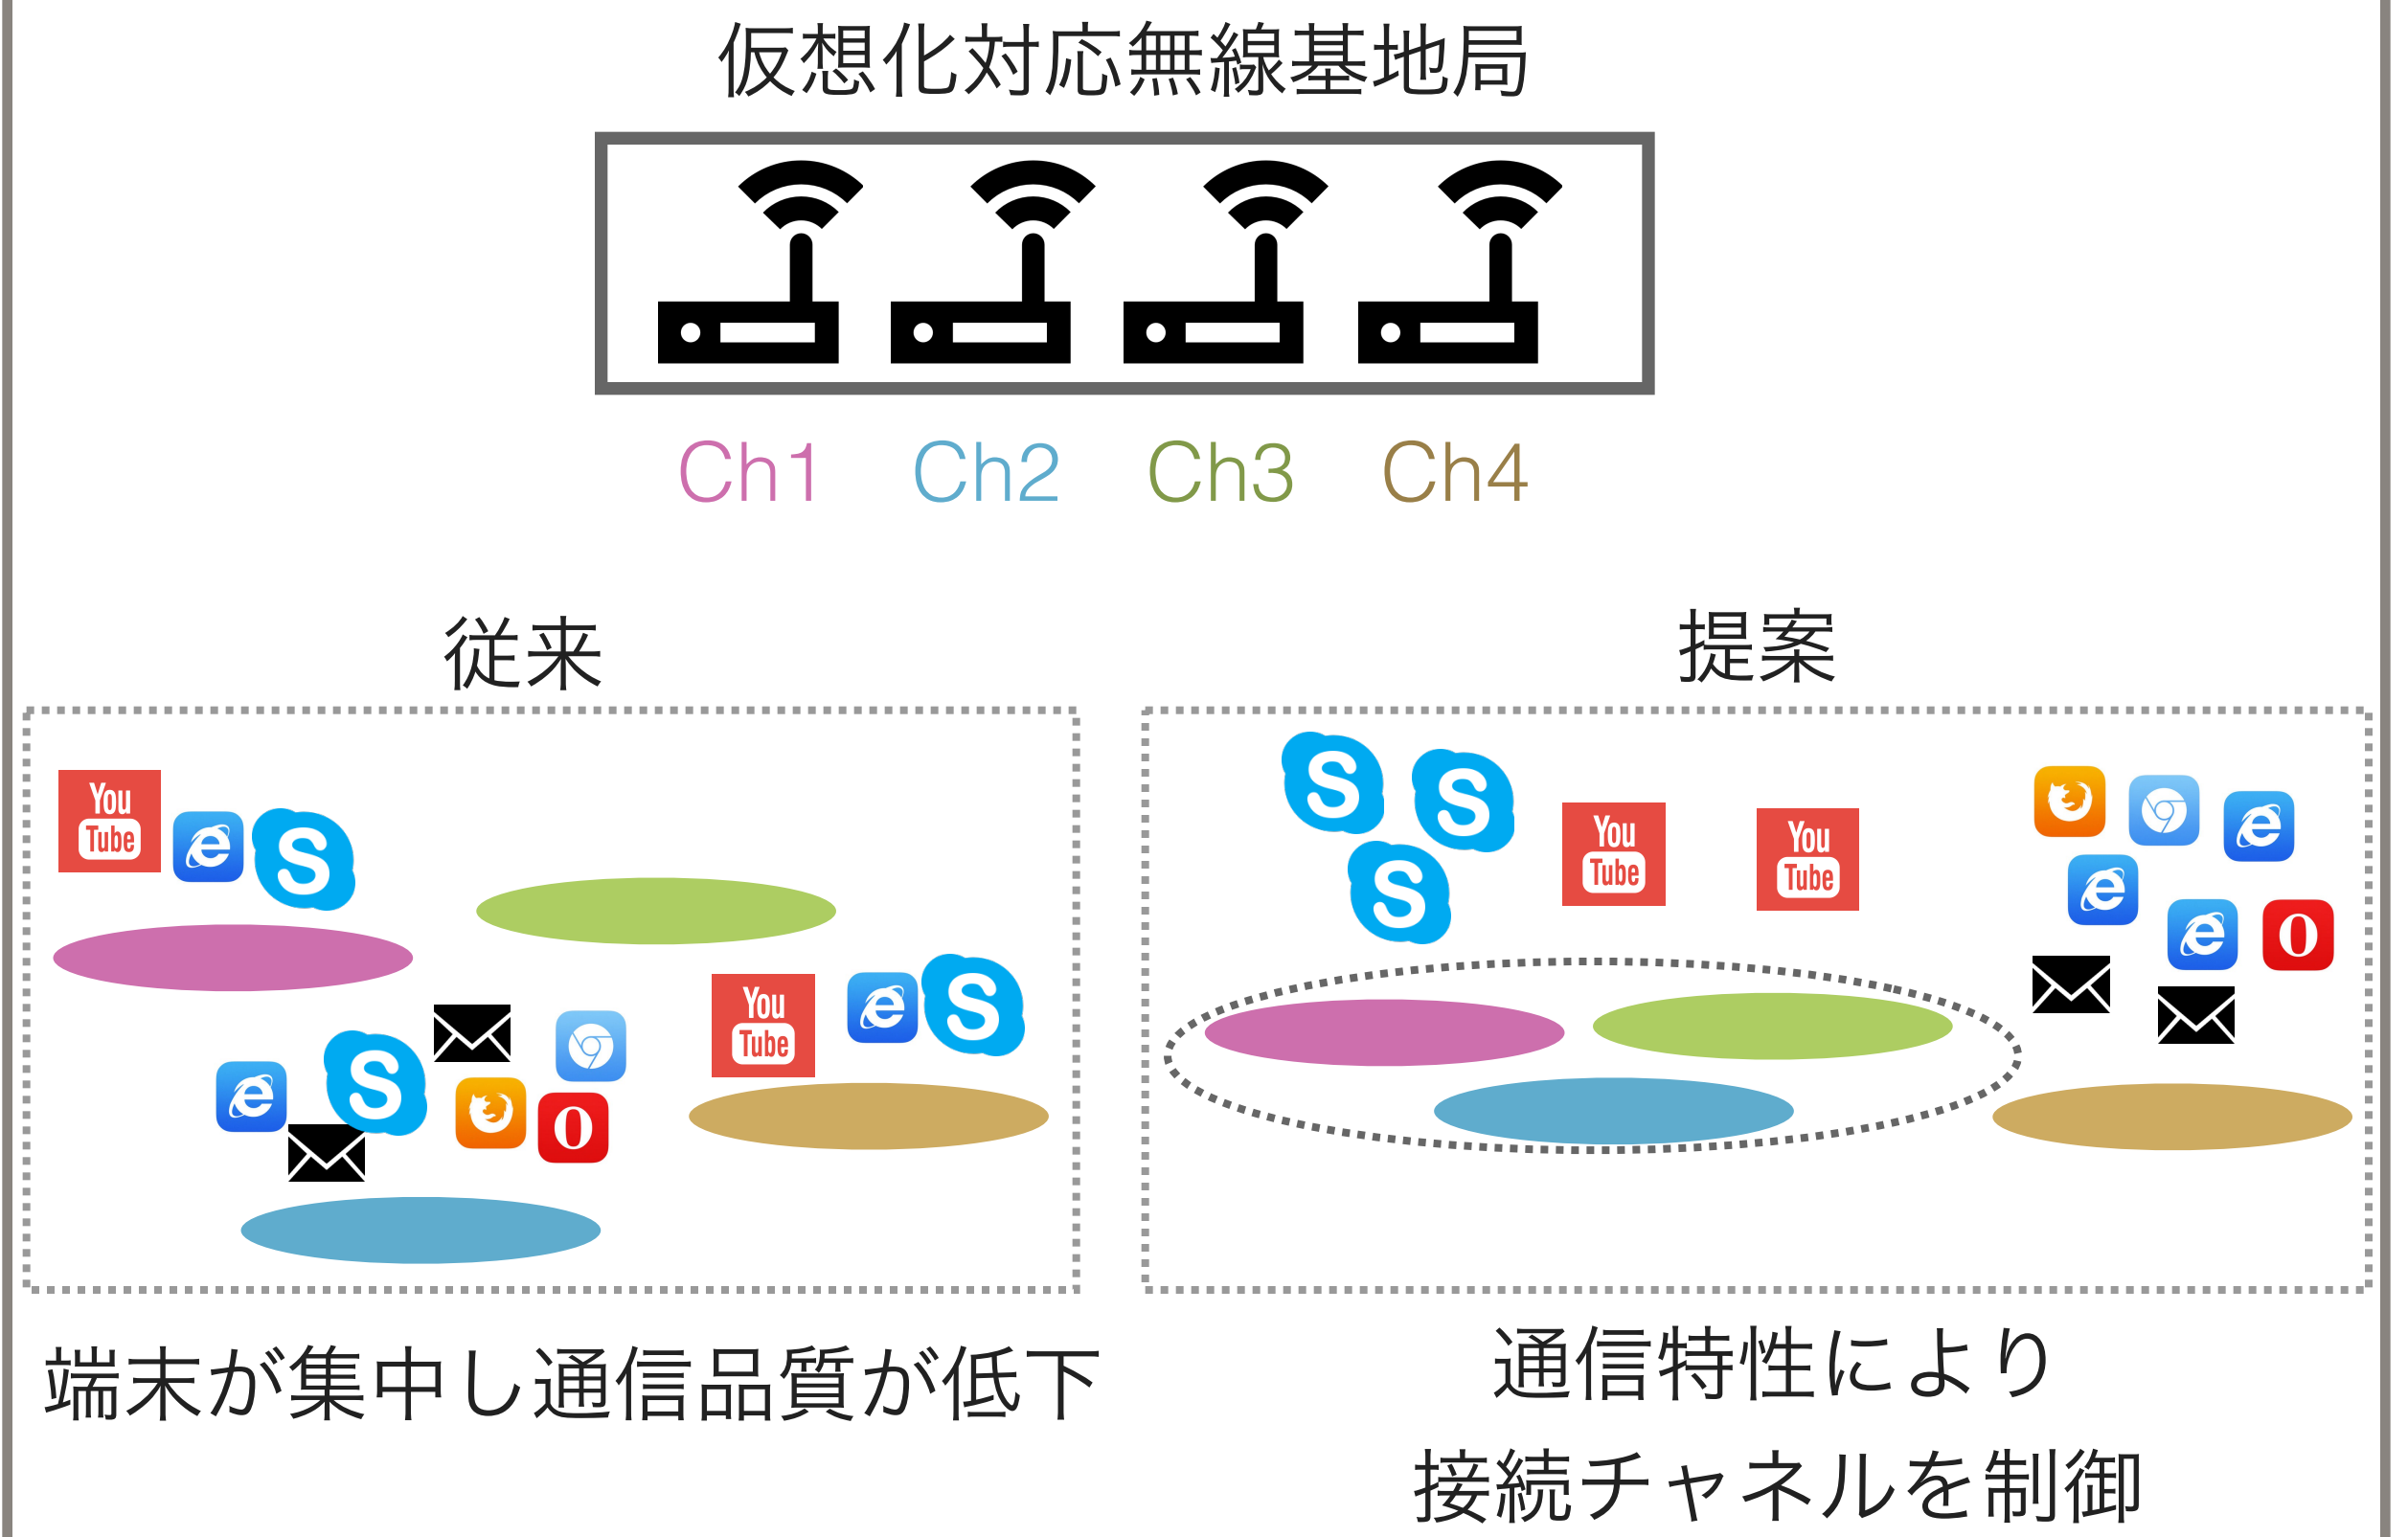 仮想化対応無線基地局
Ch1 Ch2 Ch3 Ch4
従来
提案
You
Tube
You
Tube
You
Tube
You
Tube
端末が集中し通信品質が低下
通信特性により
接続チャネルを制御